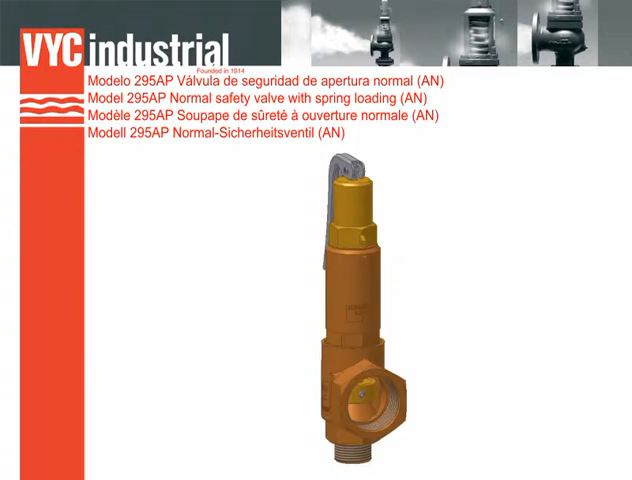 VYC industrial
Founded in 1914
Modelo 295AP Válvula de seguridad de apertura normal (AN)
Model 295AP Normal safety valve with spring loading (AN)
Modèle 295AP Soupape de sûreté à ouverture normale (AN)
Modell 295AP Normal-Sicherheitsventil (AN)